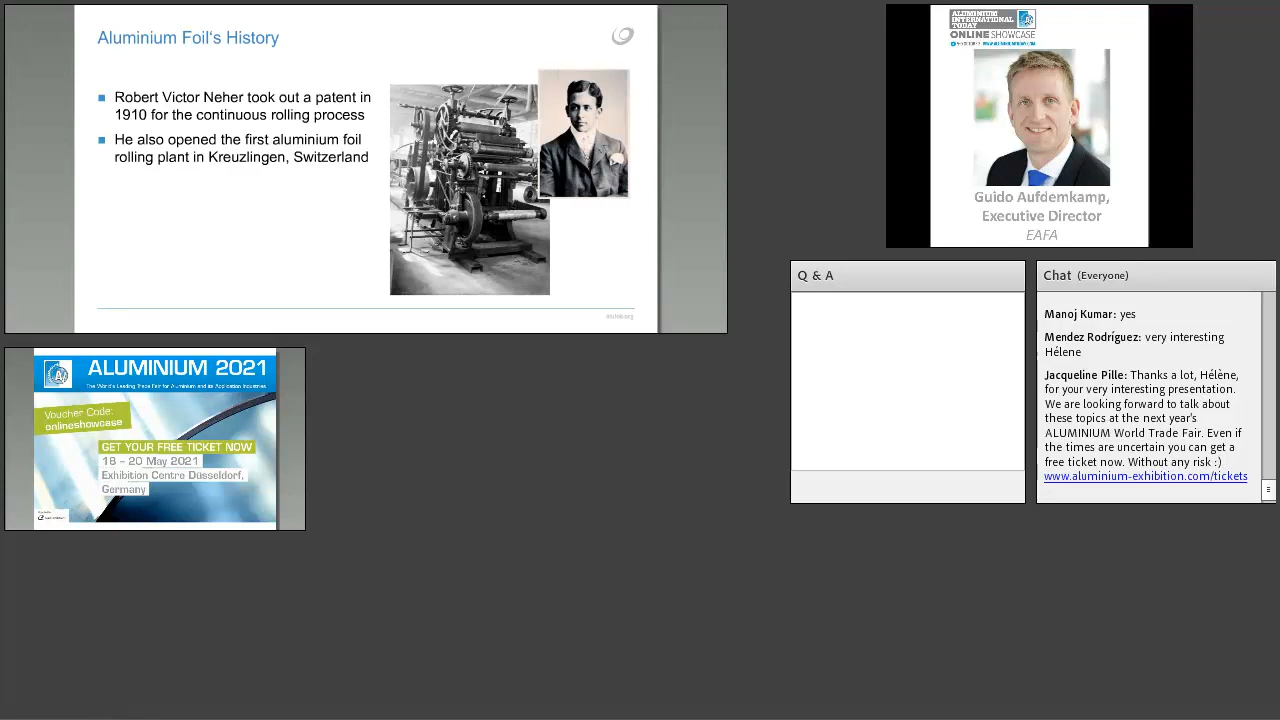 Aluminium Foil's History
Robert Victor Neher took out a patent in
1910 for the continuous rolling process
He also opened the first aluminium foil
rolling plant in Kreuzlingen, Switzerland
ALUMINIUM
INTERNATIONAL
TODAY
ONLINE SHOWCASE
Guido Aufdemkamp,
Executive Director
EAFA
Q & A
Chat (Everyone)
Manoj Kumar: yes
Mendez Rodríguez: very interesting
Hélene
Jacqueline Pille: Thanks a lot, Hélène,
for your very interesting presentation.
We are looking forward to talk about
these topics at the next year's
ALUMINIUM World Trade Fair. Even if
the times are uncertain you can get a
free ticket now. Without any risk :)
www.aluminium-exhibition.com/tickets
ALUMINIUM 2021
The World's Leading Trade Fair for Aluminium and its Application Industries
Voucher Code:
onlineshowcase
GET YOUR FREE TICKET NOW
18 – 20 May 2021
Exhibition Centre Düsseldorf,
Germany